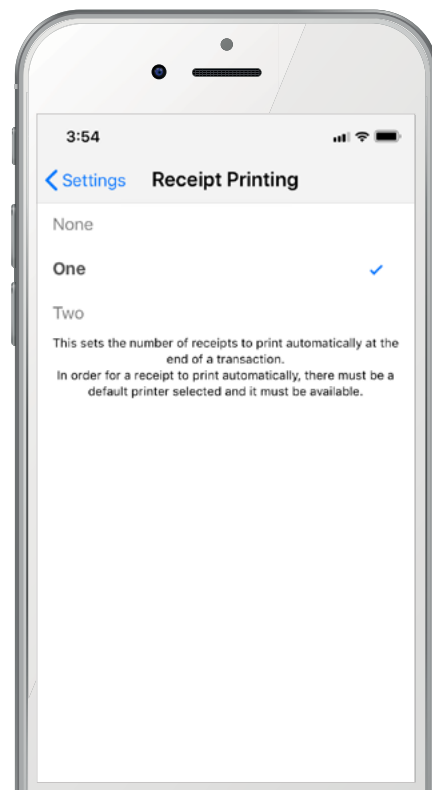 3:54
Settings Receipt Printing
None
One
Two
This sets the number of receipts to print automatically at the
end of a transaction.
In order for a receipt to print automatically, there must be a
default printer selected and it must be available.